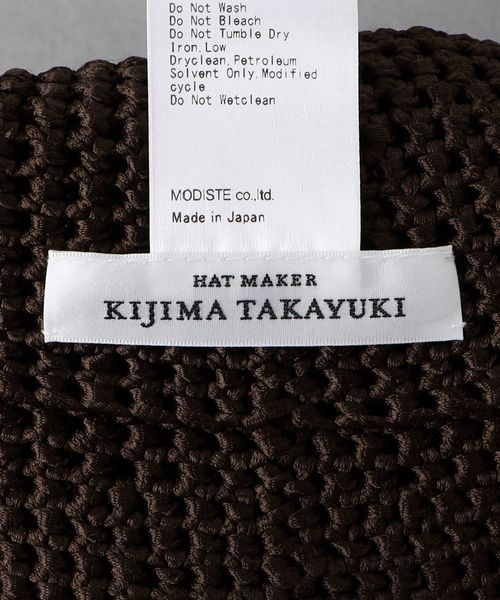 Do Not Wash
Do Not Bleach
Do Not Tumble Dry
Iron,Low
Dryclean,Petroleum
Solvent Only,Modified
cycle
Do Not Wetclean
MODISTE co.,ltd.
Made in Japan
HAT MAKER
KIJIMA TAKAYUKI